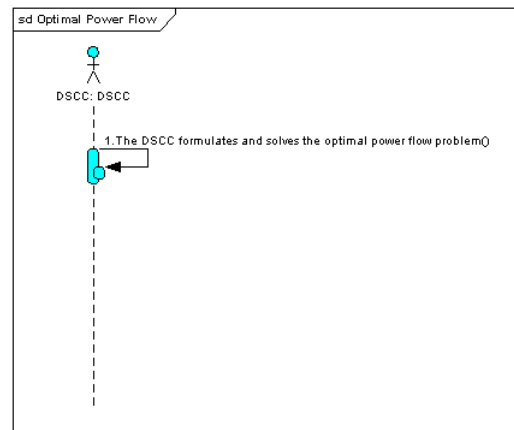 sd Optimal Power Flow
DSCC: DSCC
1.The DSCC formulates and solves the optimal power flow problem()